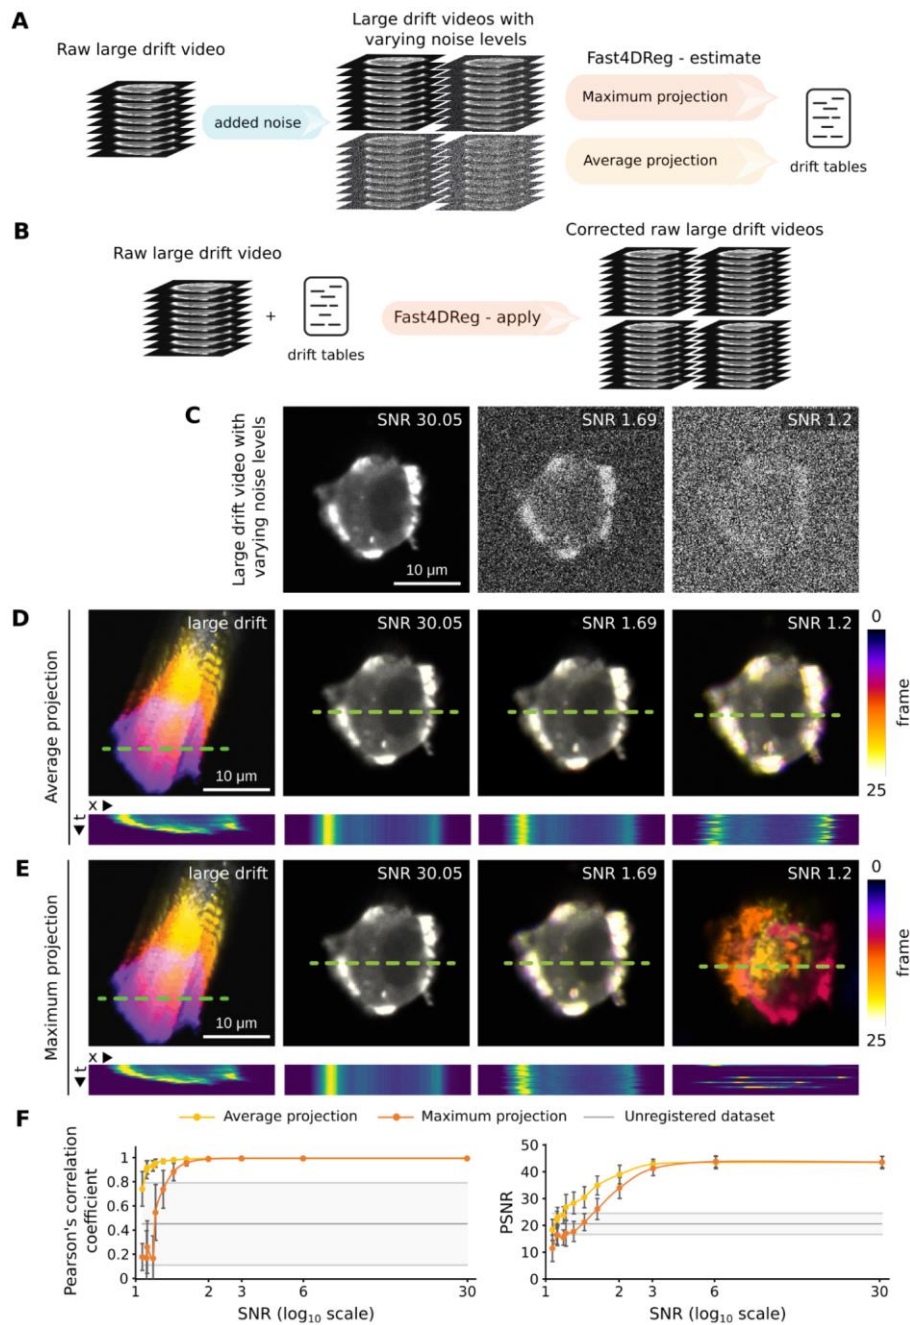 A
Raw large drift video
added noise
Large drift videos with
varying noise levels
Fast4DReg - estimate
Maximum projection
Average projection
drift tables
B
Raw large drift video
+
drift tables
Fast4DReg - apply
Corrected raw large drift videos
C
Large drift video with
varying noise levels
SNR 30.05
10 µm
SNR 1.69
SNR 1.2
D
Average projection
large drift
10 µm
SNR 30.05
SNR 1.69
SNR 1.2
0
frame
25
x
t
E
Maximum projection
large drift
10 µm
SNR 30.05
SNR 1.69
SNR 1.2
0
frame
25
x
t
F
Average projection
Maximum projection
Unregistered dataset
Pearson's correlation
coefficient
1
0.8
0.6
0.4
0.2
0
1 2 3 6 30
SNR (log₁₀ scale)
PSNR
50
40
30
20
10
0
1 2 3 6 30
SNR (log₁₀ scale)